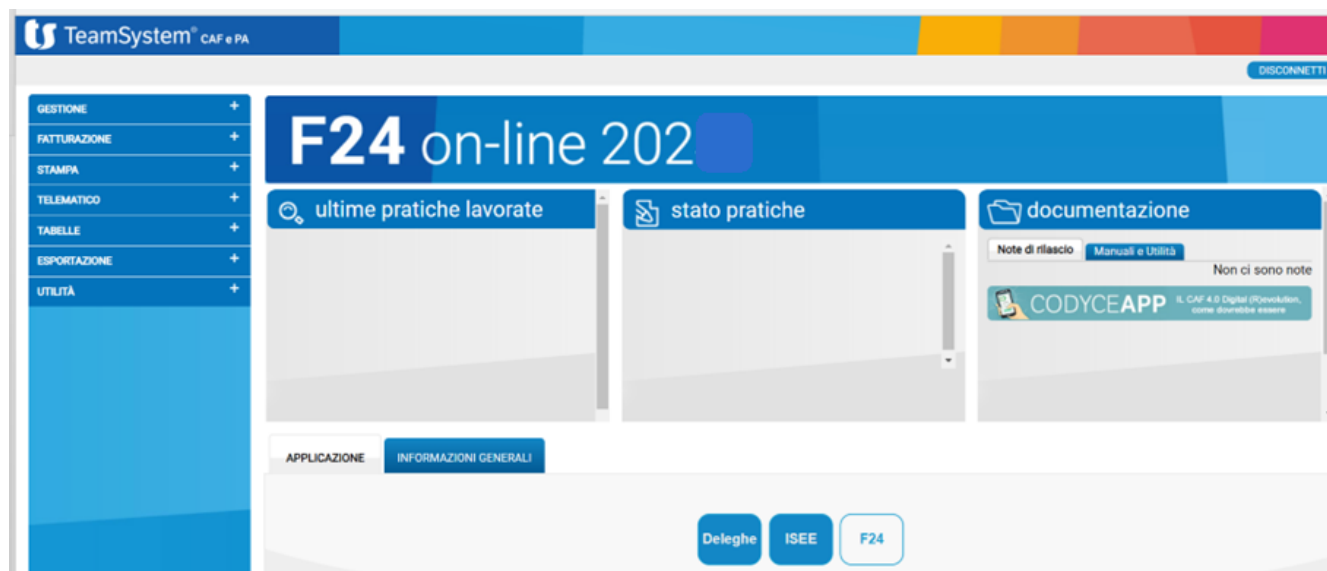 TeamSystem® CAF e PA
DISCONNETTI
GESTIONE +
FATTURAZIONE +
STAMPA +
TELEMATICO +
TABELLE +
ESPORTAZIONE +
UTILITÀ +
F24 on-line 202
ultime pratiche lavorate
stato pratiche
documentazione
Note di rilascio Manuali e Utilità
Non ci sono note
CODYCEAPP
IL CAF 4.0 Digital (R)evolution,
come dovrebbe essere
APPLICAZIONE INFORMAZIONI GENERALI
Deleghe ISEE F24